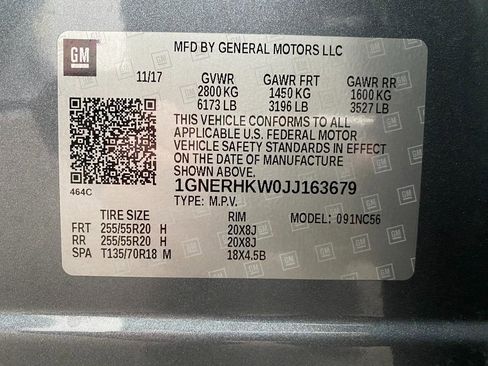 GM
MFD BY GENERAL MOTORS LLC
11/17 GVWR GAWR FRT GAWR RR
2800 KG 1450 KG 1600 KG
6173 LB 3196 LB 3527 LB
THIS VEHICLE CONFORMS TO ALL
APPLICABLE U.S. FEDERAL MOTOR
VEHICLE SAFETY STANDARDS IN EFFECT
ON THE DATE OF MANUFACTURE
SHOWN ABOVE.
464C
1GNERHKW0JJ163679
TYPE: M.P.V.
TIRE SIZE RIM MODEL: 091NC56
FRT 255/55R20 H 20X8J
RR 255/55R20 H 20X8J
SPA T135/70R18 M 18X4.5B